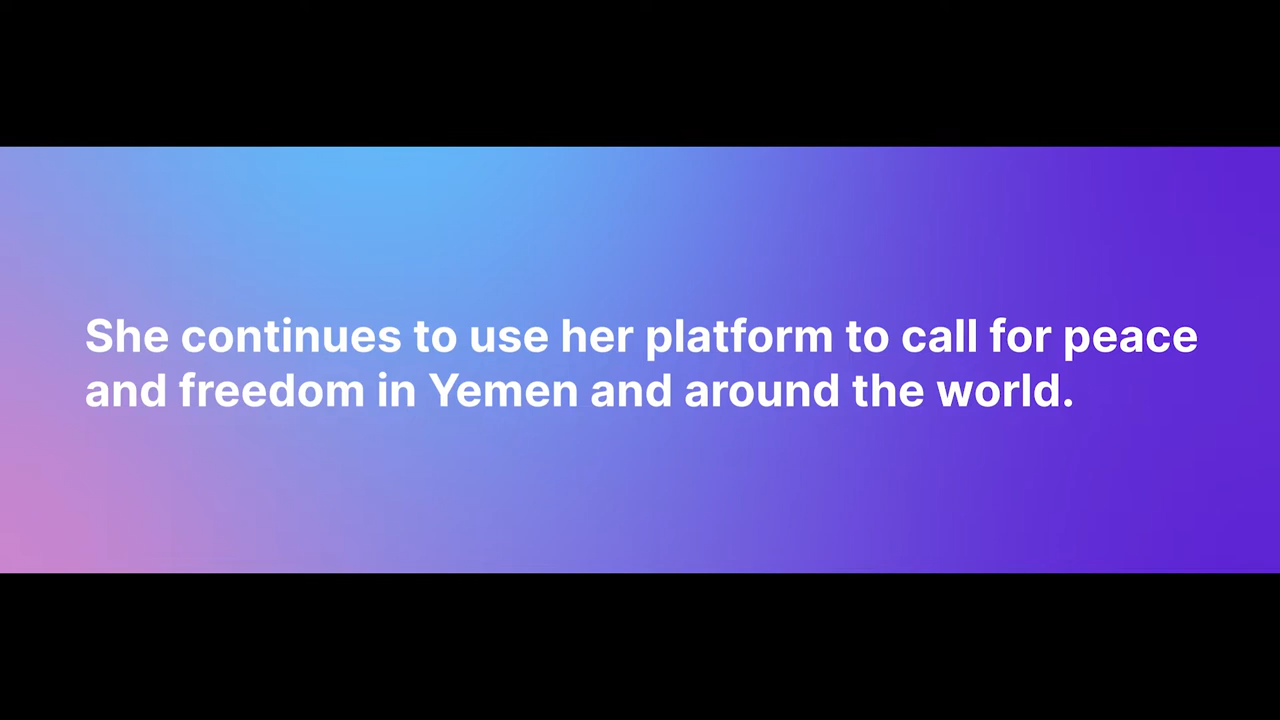 She continues to use her platform to call for peace
and freedom in Yemen and around the world.